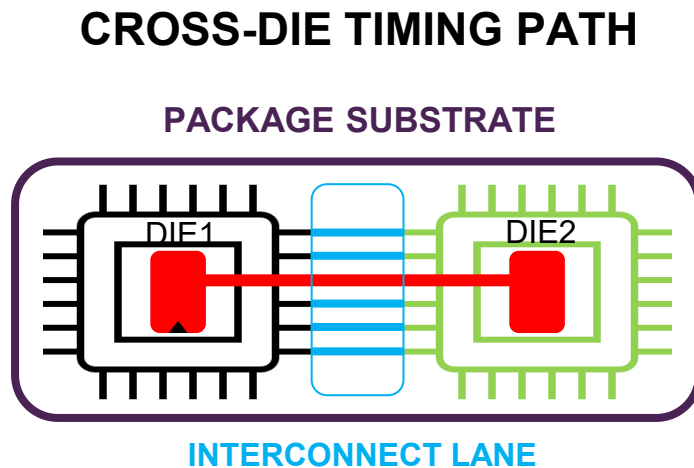 CROSS-DIE TIMING PATH
PACKAGE SUBSTRATE
DIE1
DIE2
INTERCONNECT LANE